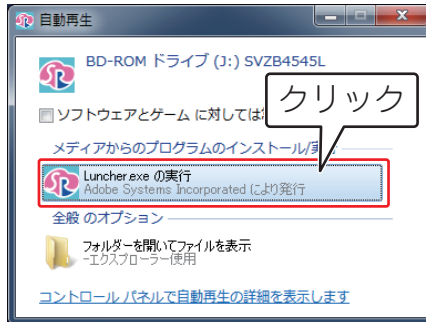 自動再生
BD-ROM ドライブ (J:) SVZB4545L
ソフトウェアとゲーム に対しては
クリック
メディアからのプログラムのインストール/
Luncher.exe の実行
Adobe Systems Incorporated により発行
全般 のオプション
フォルダーを開いてファイルを表示
-エクスプローラー使用
コントロール パネルで自動再生の詳細を表示します